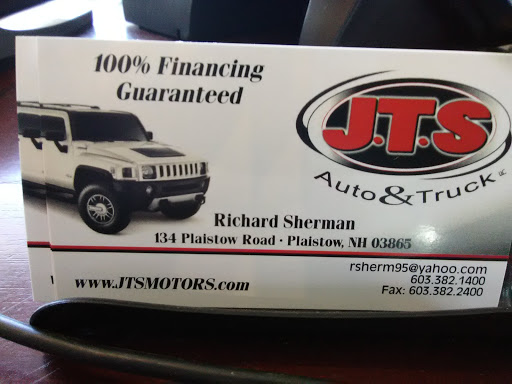 100% Financing
Guaranteed
J.T.S
Auto & Truck LLC
Richard Sherman
134 Plaistow Road · Plaistow, NH 03865
rsherm95@yahoo.com
603.382.1400
www.JTSMOTORS.com
Fax: 603.382.2400